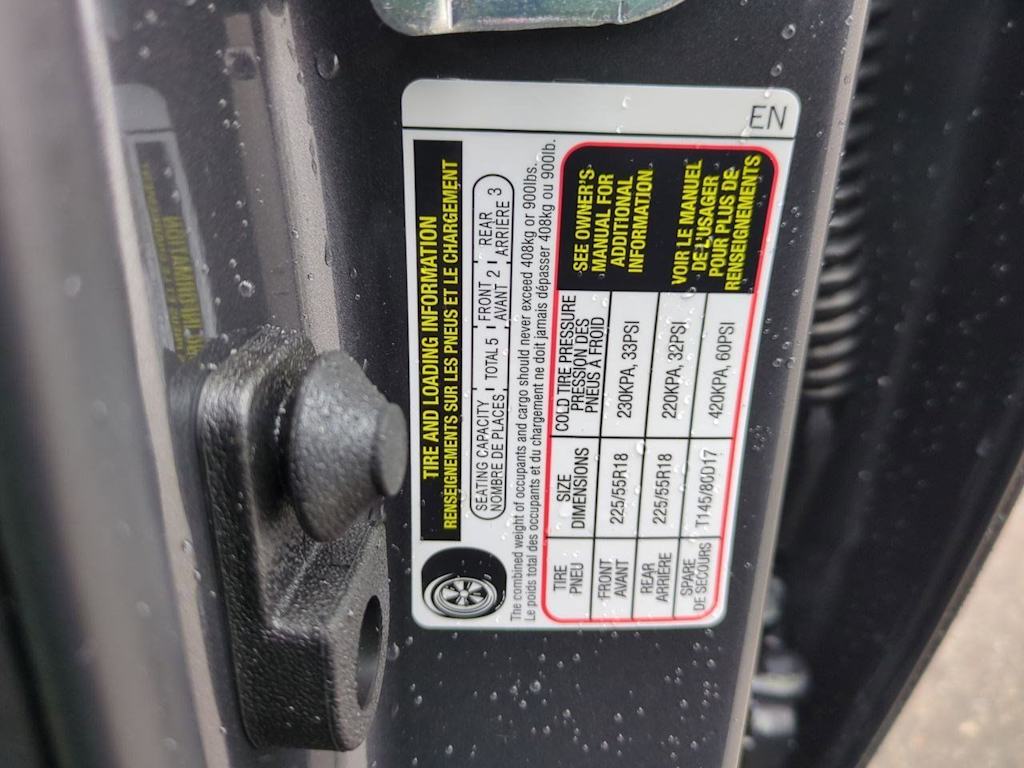 EN
TIRE AND LOADING INFORMATION
RENSEIGNEMENTS SUR LES PNEUS ET LE CHARGEMENT
SEATING CAPACITY TOTAL 5 FRONT 2 REAR 3
NOMBRE DE PLACES AVANT ARRIÈRE
The combined weight of occupants and cargo should never exceed 408kg or 900lbs.
Le poids total des occupants et du chargement ne doit jamais dépasser 408kg ou 900lb.
TIRE SIZE COLD TIRE PRESSURE
PNEU DIMENSIONS PRESSION DES
PNEUS À FROID
FRONT 225/55R18 230KPA, 33PSI
AVANT
REAR 225/55R18 220KPA, 32PSI
ARRIÈRE
SPARE T145/80D17 420KPA, 60PSI
DE SECOURS
SEE OWNER'S
MANUAL FOR
ADDITIONAL
INFORMATION
VOIR LE MANUEL
DE L'USAGER
POUR PLUS DE
RENSEIGNEMENTS